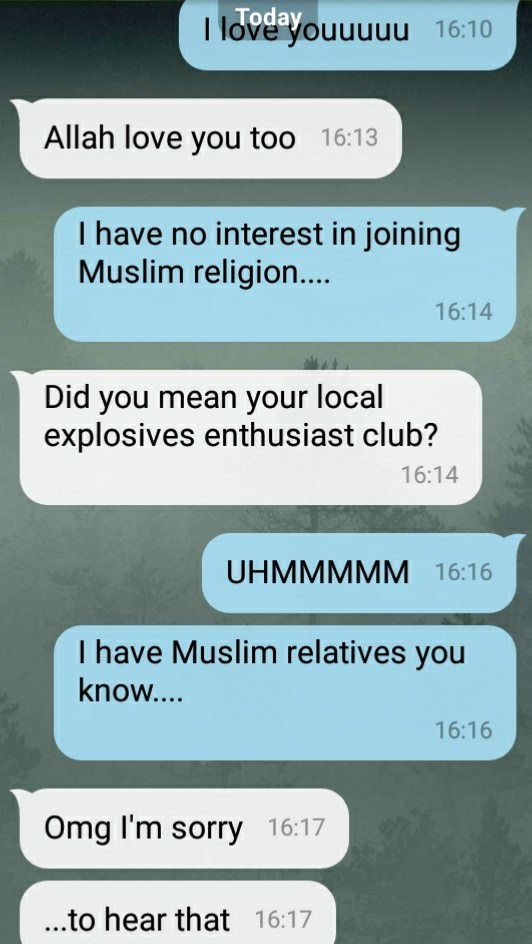 Today
I love youuuuu 16:10
Allah love you too 16:13
I have no interest in joining
Muslim religion....
16:14
Did you mean your local
explosives enthusiast club?
16:14
UHMMMMM 16:16
I have Muslim relatives you
know....
16:16
Omg I'm sorry 16:17
...to hear that 16:17